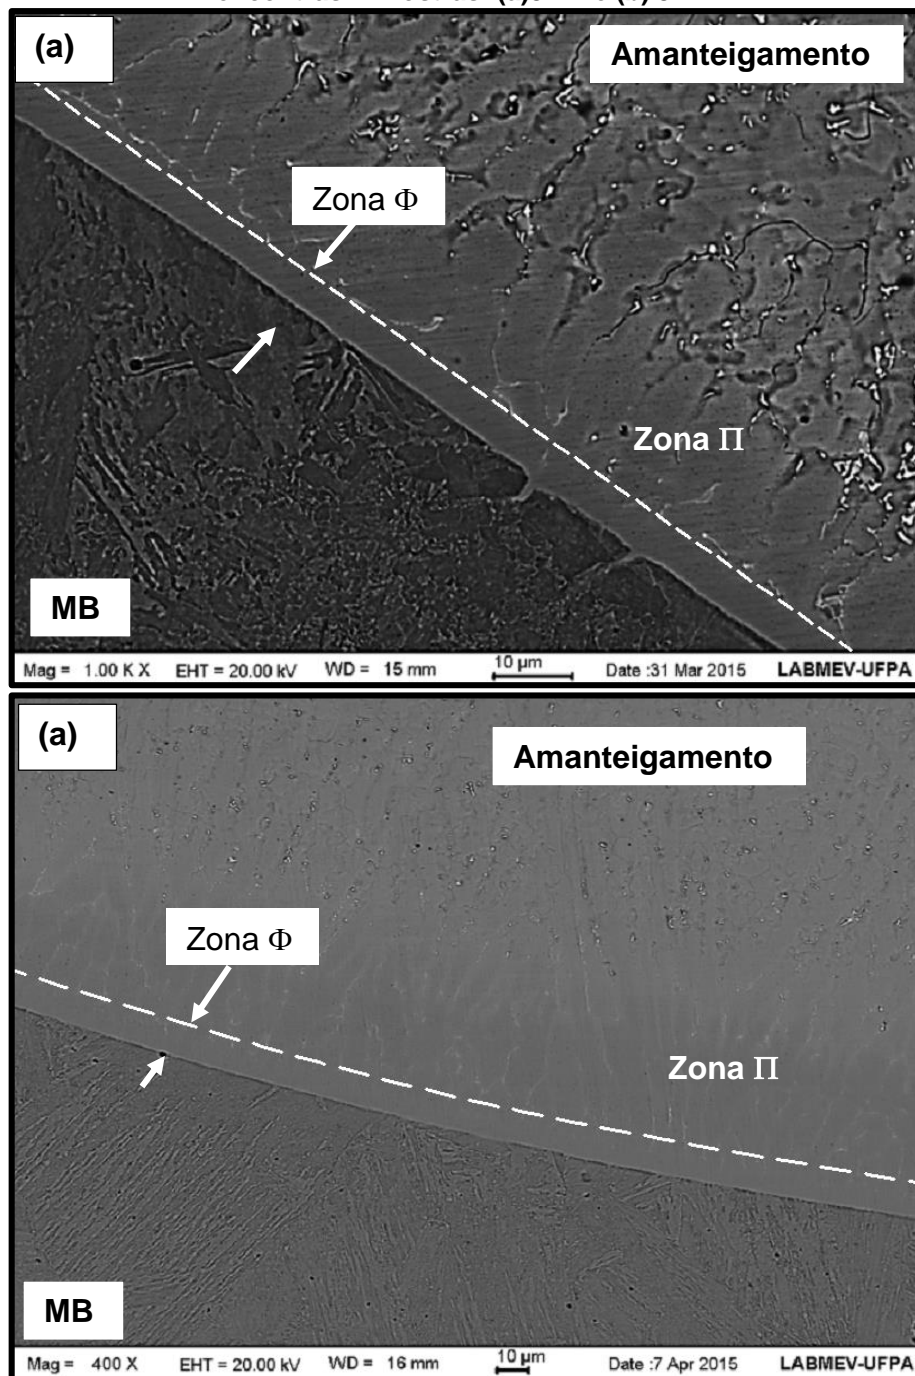 (a)
Amanteigamento
Zona Φ
Zona Π
MB
Mag = 1.00 K X EHT = 20.00 kV WD = 15 mm 10 µm Date :31 Mar 2015 LABMEV-UFPA
(a)
Amanteigamento
Zona Φ
Zona Π
MB
Mag = 400 X EHT = 20.00 kV WD = 16 mm 10 µm Date :7 Apr 2015 LABMEV-UFPA